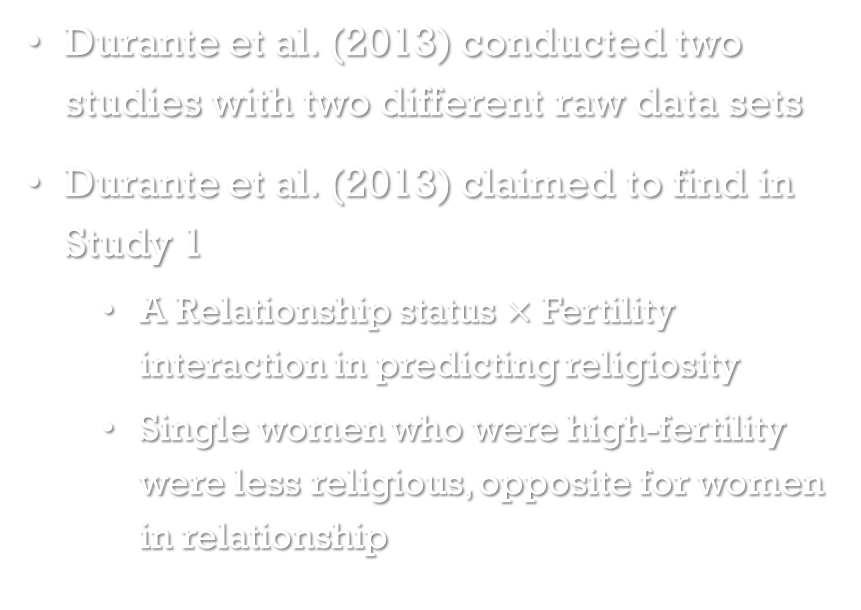 • Durante et al. (2013) conducted two
studies with two different raw data sets
• Durante et al. (2013) claimed to find in
Study 1
• A Relationship status × Fertility
interaction in predicting religiosity
• Single women who were high-fertility
were less religious, opposite for women
in relationship